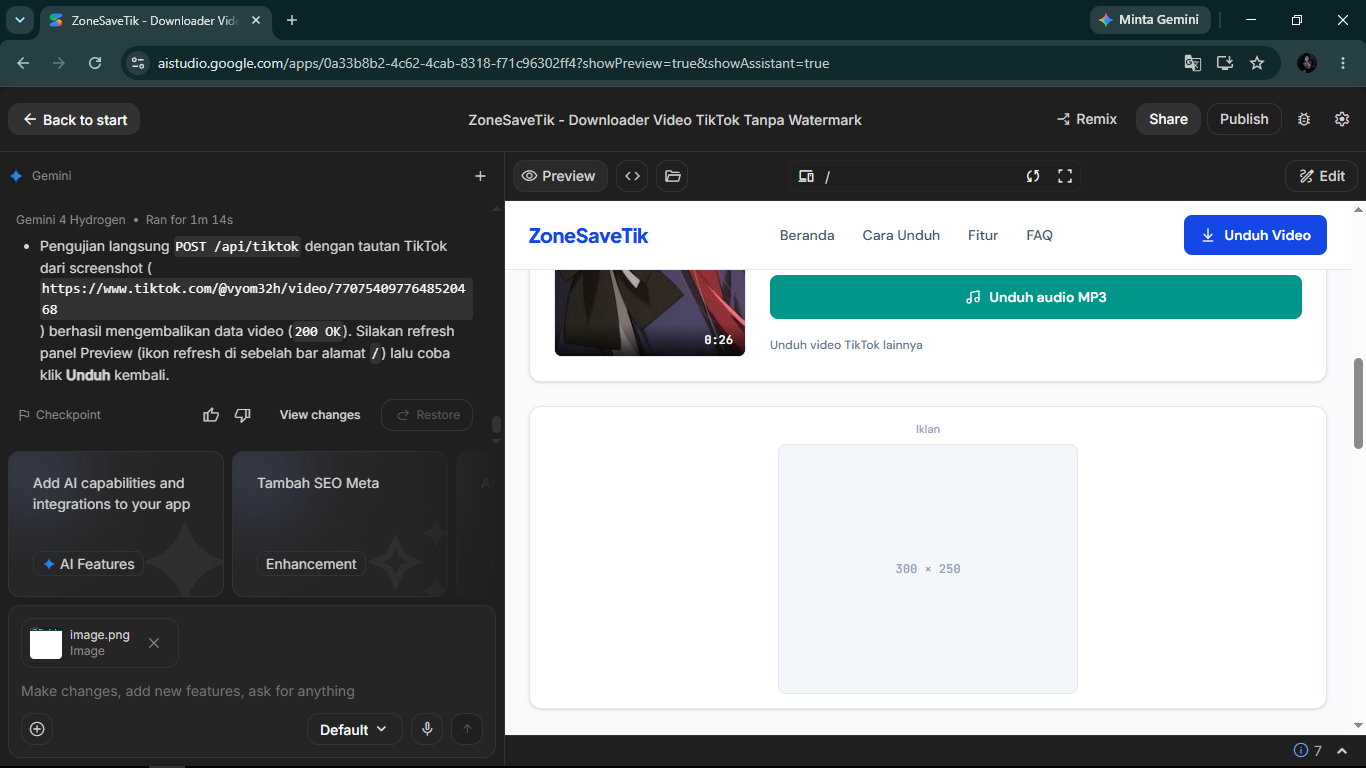 ZoneSaveTik - Downloader Vide
Minta Gemini
aistudio.google.com/apps/0a33b8b2-4c62-4cab-8318-f71c96302ff4?showPreview=true&showAssistant=true
Back to start
ZoneSaveTik - Downloader Video TikTok Tanpa Watermark
Remix
Share
Publish
Gemini
Preview
/
Edit
Gemini 4 Hydrogen • Ran for 1m 14s
• Pengujian langsung POST /api/tiktok dengan tautan TikTok
dari screenshot (
https://www.tiktok.com/@vyom32h/video/77075409776485204
68
) berhasil mengembalikan data video (200 OK). Silakan refresh
panel Preview (ikon refresh di sebelah bar alamat /) lalu coba
klik Unduh kembali.
Checkpoint
View changes
Restore
Add AI capabilities and
integrations to your app
AI Features
Tambah SEO Meta
Enhancement
image.png
Image
Make changes, add new features, ask for anything
Default
ZoneSaveTik
Beranda
Cara Unduh
Fitur
FAQ
Unduh Video
0:26
Unduh audio MP3
Unduh video TikTok lainnya
Iklan
300 × 250
7